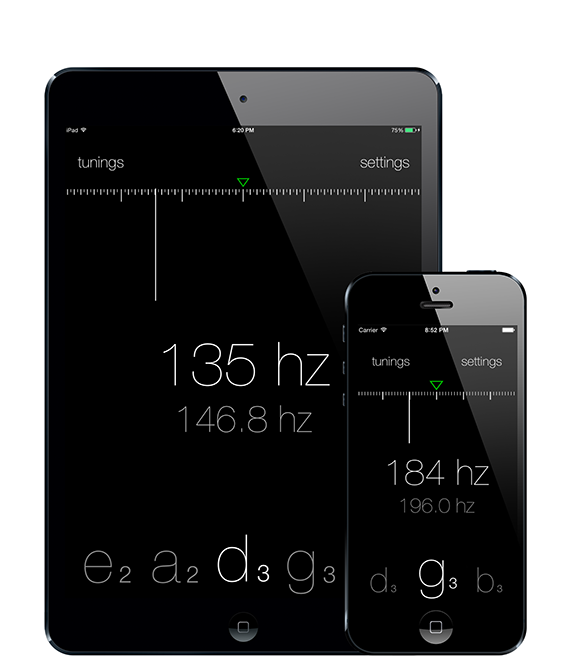 iPad 6:20 PM 75%
tunings settings
135 hz
146.8 hz
e2 a2 d3 g3
Carrier 8:52 PM
tunings settings
184 hz
196.0 hz
d3 g3 b3